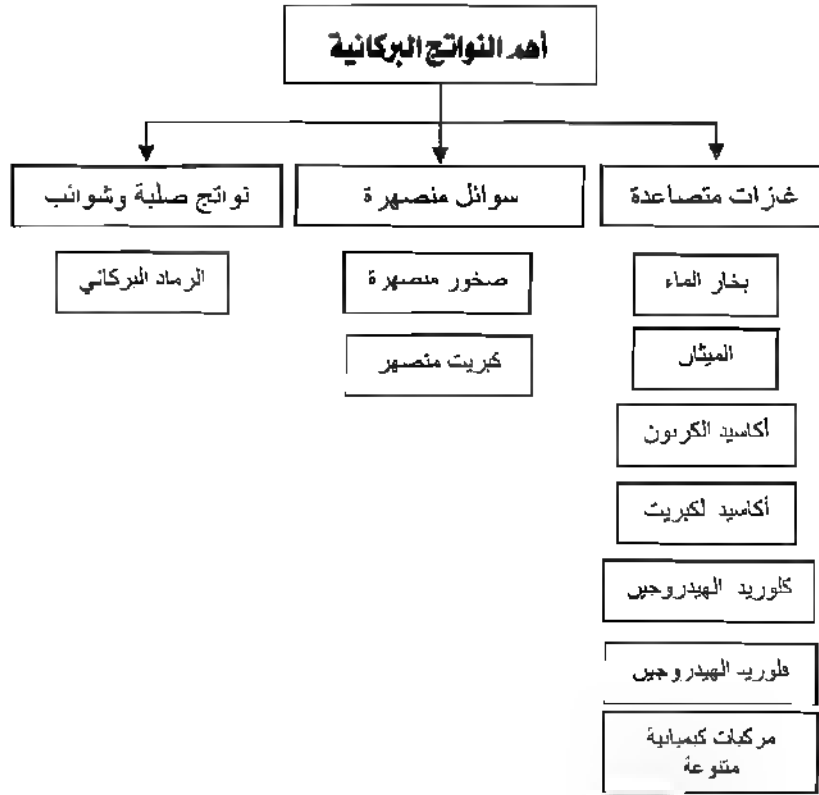 أهم النواتج البركانية
غازات متصاعدة
سوائل منصهرة
نواتج صلبة وشوائب
بخار الماء
الميثان
أكاسيد الكربون
أكاسيد لكبريت
كلوريد الهيدروجين
فلوريد الهيدروجين
مركبات كيميائية
متنوعة
صخور منصهرة
كبريت منصهر
الرماد البركاني